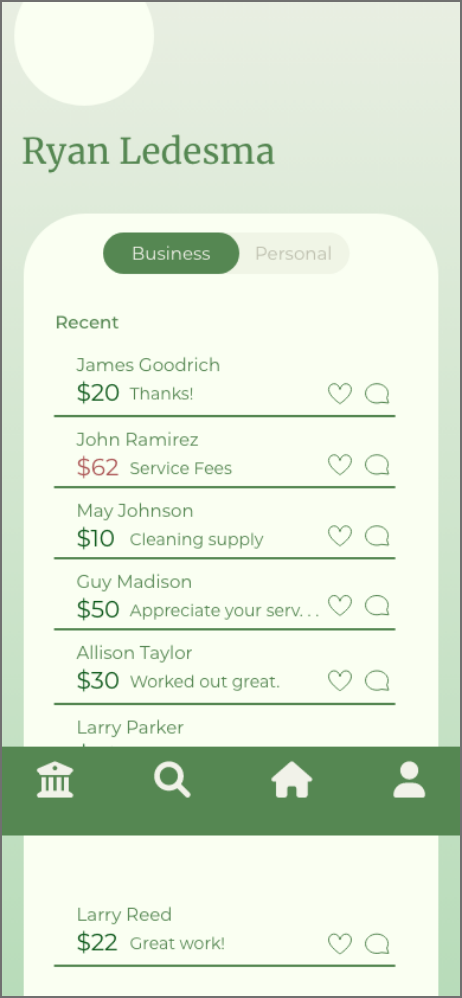 Ryan Ledesma
Business Personal
Recent
James Goodrich
$20 Thanks!
John Ramirez
$62 Service Fees
May Johnson
$10 Cleaning supply
Guy Madison
$50 Appreciate your serv...
Allison Taylor
$30 Worked out great.
Larry Parker
Larry Reed
$22 Great work!